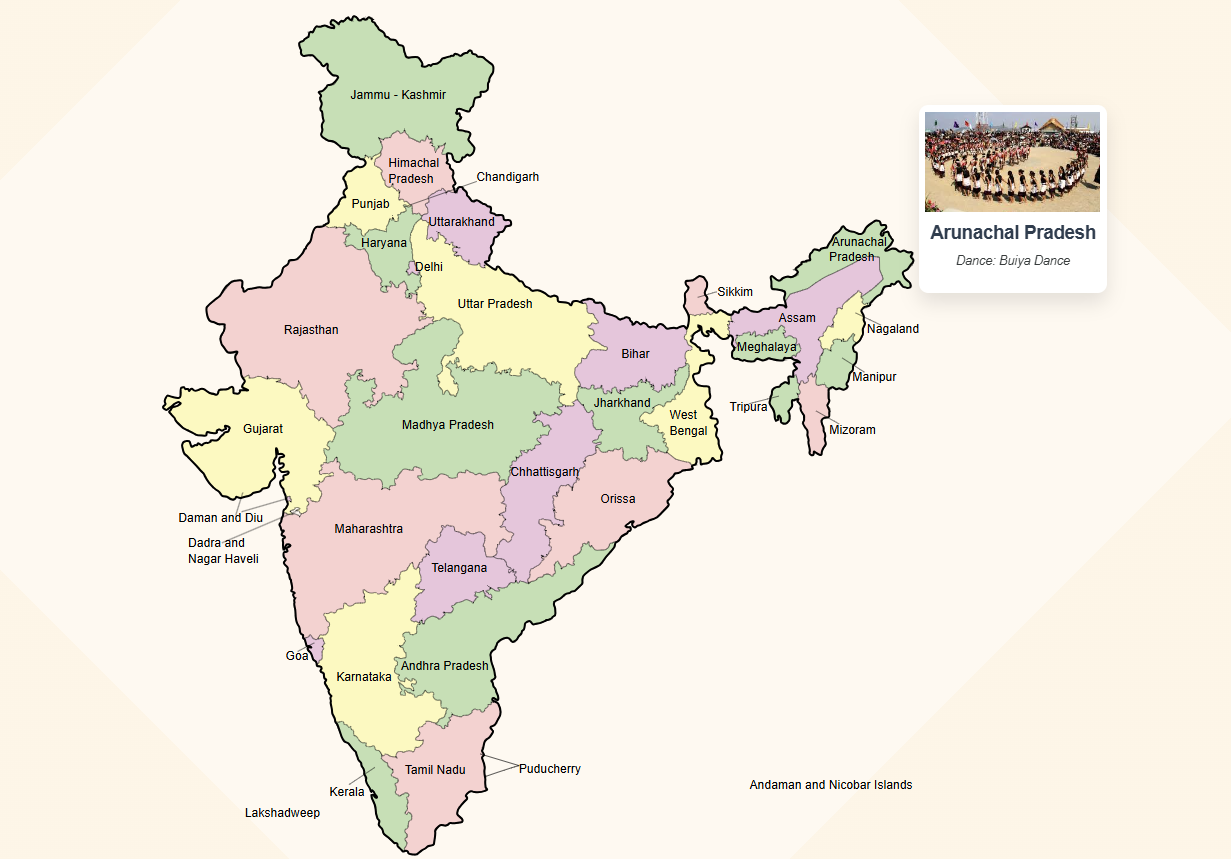 Jammu - Kashmir
Himachal
Pradesh
Chandigarh
Punjab
Uttarakhand
Haryana
Delhi
Arunachal Pradesh
Dance: Buiya Dance
Arunachal
Pradesh
Sikkim
Uttar Pradesh
Assam
Nagaland
Rajasthan
Bihar
Meghalaya
Manipur
Jharkhand
Tripura
West
Bengal
Mizoram
Gujarat
Madhya Pradesh
Chhattisgarh
Orissa
Daman and Diu
Maharashtra
Dadra and
Nagar Haveli
Telangana
Goa
Andhra Pradesh
Karnataka
Tamil Nadu
Puducherry
Kerala
Andaman and Nicobar Islands
Lakshadweep